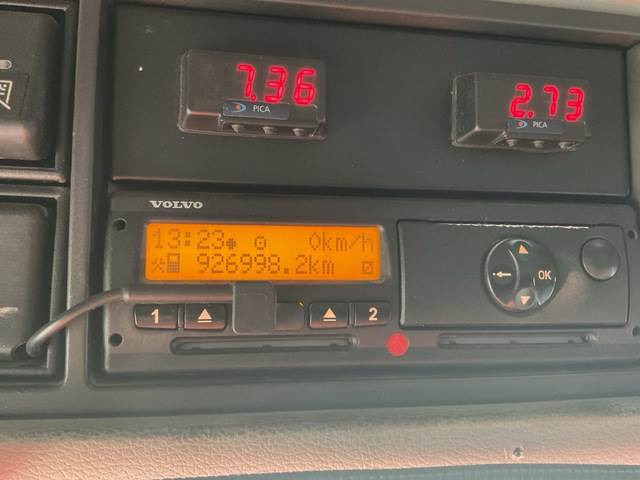 7.36
PICA
2.73
PICA
VOLVO
13:23 0km/h
926998.2km
1
2
OK